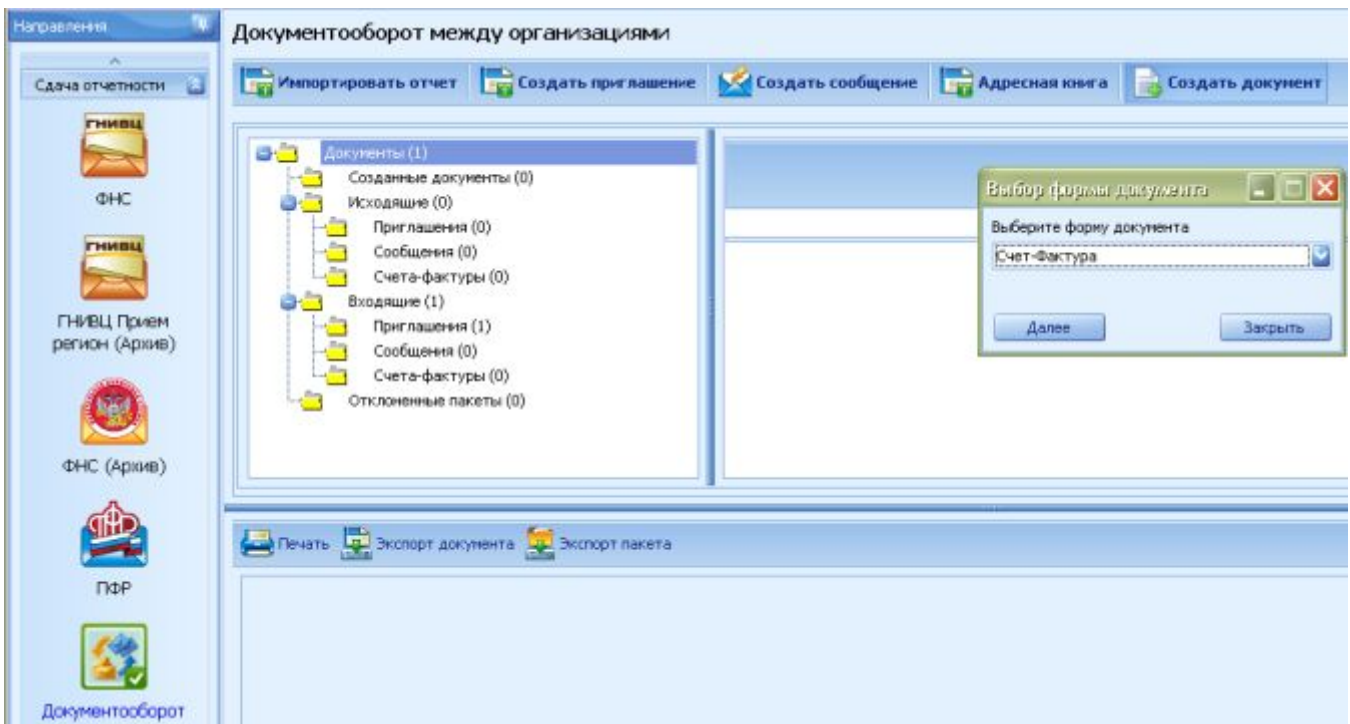 Направления
Сдача отчетности
ГНИВЦ
ФНС
ГНИВЦ
ГНИВЦ Прием
регион (Архив)
ФНС (Архив)
ПФР
Документооборот
Документооборот между организациями
Импортировать отчет Создать приглашение Создать сообщение Адресная книга Создать документ
Документы (1)
Созданные документы (0)
Исходящие (0)
Приглашения (0)
Сообщения (0)
Счета-фактуры (0)
Входящие (1)
Приглашения (1)
Сообщения (0)
Счета-фактуры (0)
Отклоненные пакеты (0)
Выбор формы документа
Выберите форму документа
Счет-Фактура
Далее Закрыть
Печать Экспорт документа Экспорт пакета